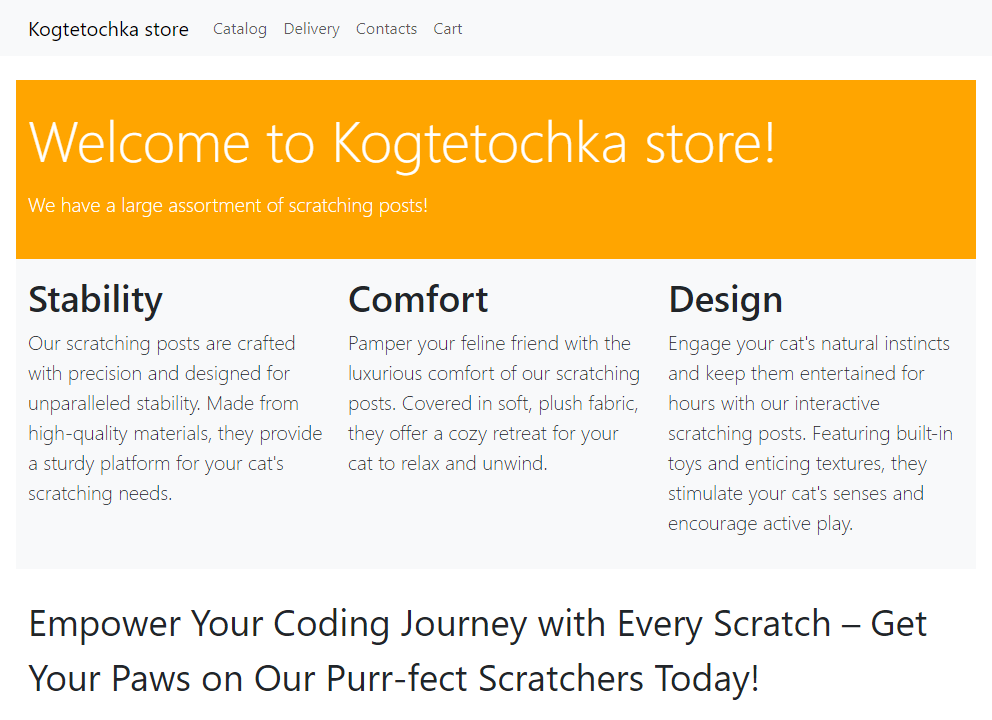 Kogtetochka store Catalog Delivery Contacts Cart
Welcome to Kogtetochka store!
We have a large assortment of scratching posts!
Stability
Our scratching posts are crafted
with precision and designed for
unparalleled stability. Made from
high-quality materials, they provide
a sturdy platform for your cat's
scratching needs.
Comfort
Pamper your feline friend with the
luxurious comfort of our scratching
posts. Covered in soft, plush fabric,
they offer a cozy retreat for your
cat to relax and unwind.
Design
Engage your cat's natural instincts
and keep them entertained for
hours with our interactive
scratching posts. Featuring built-in
toys and enticing textures, they
stimulate your cat's senses and
encourage active play.
Empower Your Coding Journey with Every Scratch – Get
Your Paws on Our Purr-fect Scratchers Today!